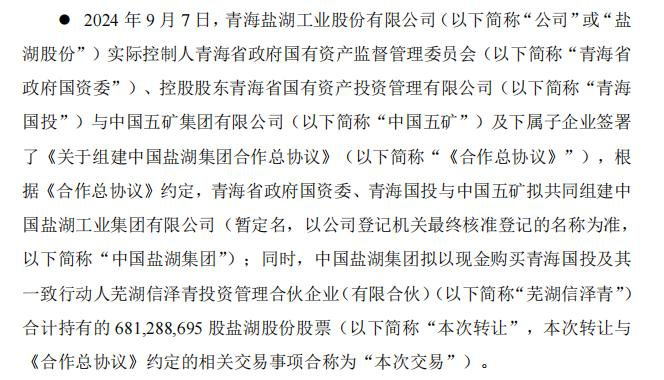 ● 2024 年 9 月 7 日，青海盐湖工业股份有限公司（以下简称“公司”或“盐
湖股份”）实际控制人青海省政府国有资产监督管理委员会（以下简称“青海省
政府国资委”）、控股股东青海省国有资产投资管理有限公司（以下简称“青海
国投”）与中国五矿集团有限公司（以下简称“中国五矿”）及下属子企业签署
了《关于组建中国盐湖集团合作总协议》（以下简称“《合作总协议》”），根
据《合作总协议》约定，青海省政府国资委、青海国投与中国五矿拟共同组建中
国盐湖工业集团有限公司（暂定名，以公司登记机关最终核准登记的名称为准，
以下简称“中国盐湖集团”）；同时，中国盐湖集团拟以现金购买青海国投及其
一致行动人芜湖信泽青投资管理合伙企业（有限合伙）（以下简称“芜湖信泽青”）
合计持有的 681,288,695 股盐湖股份股票（以下简称“本次转让”，本次转让与
《合作总协议》约定的相关交易事项合称为“本次交易”）。